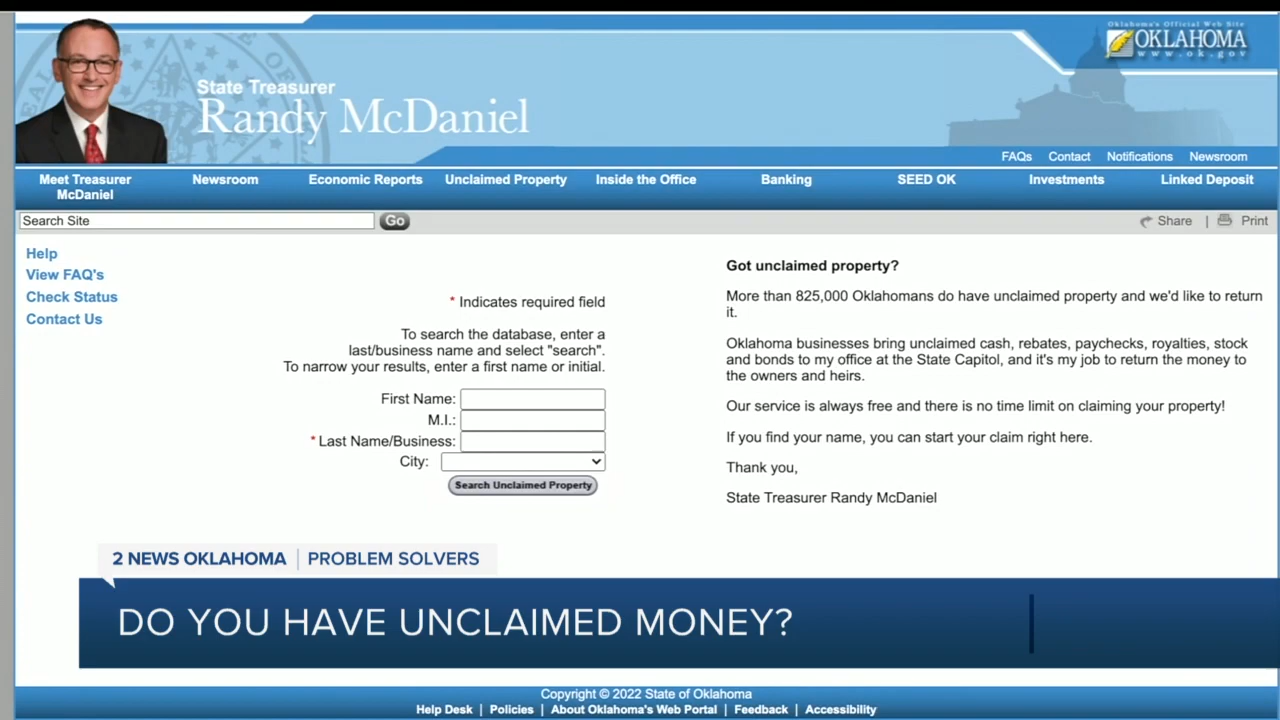 Oklahoma's Official Web Site
OKLAHOMA
www.ok.gov
State Treasurer
Randy McDaniel
FAQs Contact Notifications Newsroom
Meet Treasurer
McDaniel
Newsroom
Economic Reports
Unclaimed Property
Inside the Office
Banking
SEED OK
Investments
Linked Deposit
Search Site
Go
Share | Print
Help
View FAQ's
Check Status
Contact Us
* Indicates required field
To search the database, enter a
last/business name and select "search".
To narrow your results, enter a first name or initial.
First Name:
M.I.:
* Last Name/Business:
City:
Search Unclaimed Property
Got unclaimed property?
More than 825,000 Oklahomans do have unclaimed property and we'd like to return
it.
Oklahoma businesses bring unclaimed cash, rebates, paychecks, royalties, stock
and bonds to my office at the State Capitol, and it's my job to return the money to
the owners and heirs.
Our service is always free and there is no time limit on claiming your property!
If you find your name, you can start your claim right here.
Thank you,
State Treasurer Randy McDaniel
2 NEWS OKLAHOMA | PROBLEM SOLVERS
DO YOU HAVE UNCLAIMED MONEY?
Copyright © 2022 State of Oklahoma
Help Desk | Policies | About Oklahoma's Web Portal | Feedback | Accessibility